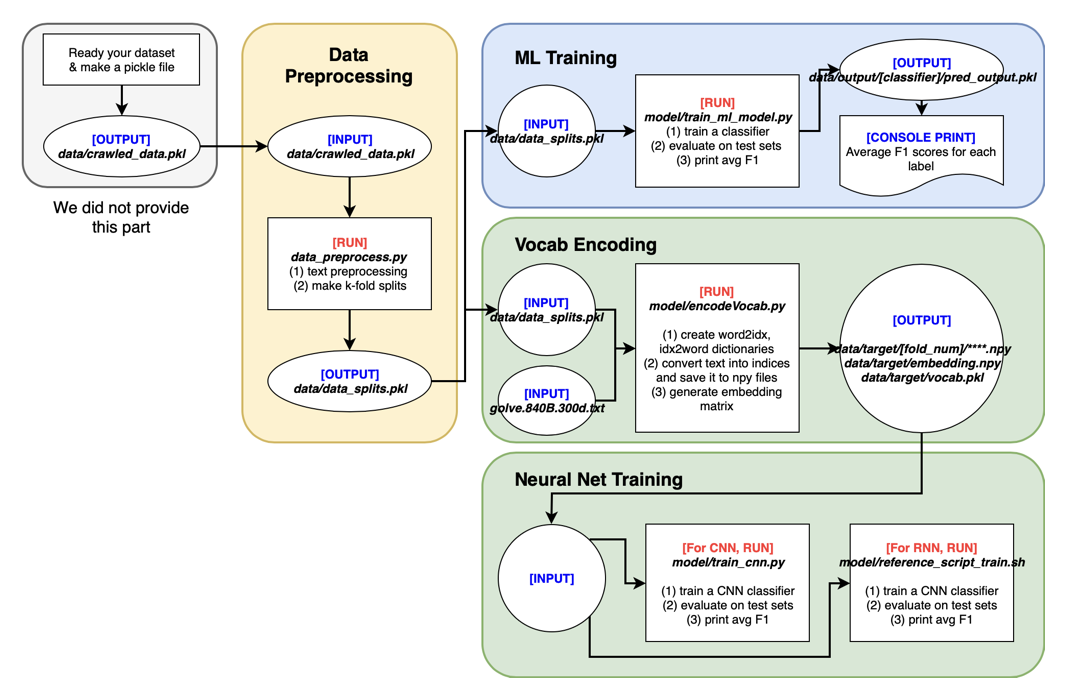 Ready your dataset
& make a pickle file
[OUTPUT]
data/crawled_data.pkl
We did not provide
this part
Data
Preprocessing
[INPUT]
data/crawled_data.pkl
[RUN]
data_preprocess.py
(1) text preprocessing
(2) make k-fold splits
[OUTPUT]
data/data_splits.pkl
ML Training
[INPUT]
data/data_splits.pkl
[RUN]
model/train_ml_model.py
(1) train a classifier
(2) evaluate on test sets
(3) print avg F1
[OUTPUT]
data/output/[classifier]/pred_output.pkl
[CONSOLE PRINT]
Average F1 scores for each
label
Vocab Encoding
[INPUT]
data/data_splits.pkl
[INPUT]
golve.840B.300d.txt
[RUN]
model/encodeVocab.py
(1) create word2idx,
idx2word dictionaries
(2) convert text into indices
and save it to npy files
(3) generate embedding
matrix
[OUTPUT]
data/target/[fold_num]/****.npy
data/target/embedding.npy
data/target/vocab.pkl
Neural Net Training
[INPUT]
[For CNN, RUN]
model/train_cnn.py
(1) train a CNN classifier
(2) evaluate on test sets
(3) print avg F1
[For RNN, RUN]
model/reference_script_train.sh
(1) train a CNN classifier
(2) evaluate on test sets
(3) print avg F1